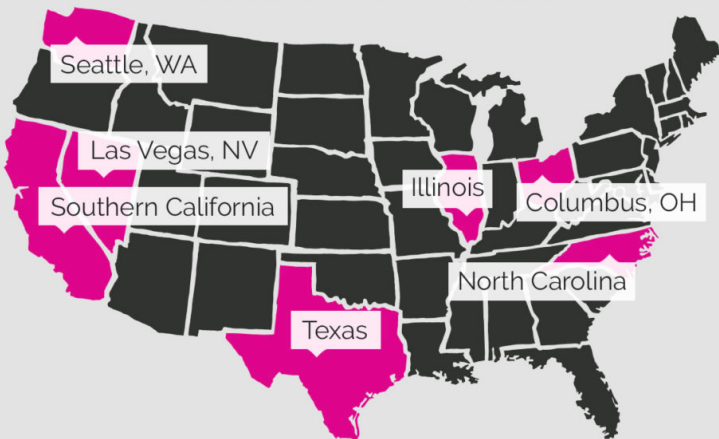 Seattle, WA
Las Vegas, NV
Southern California
Illinois
Columbus, OH
North Carolina
Texas